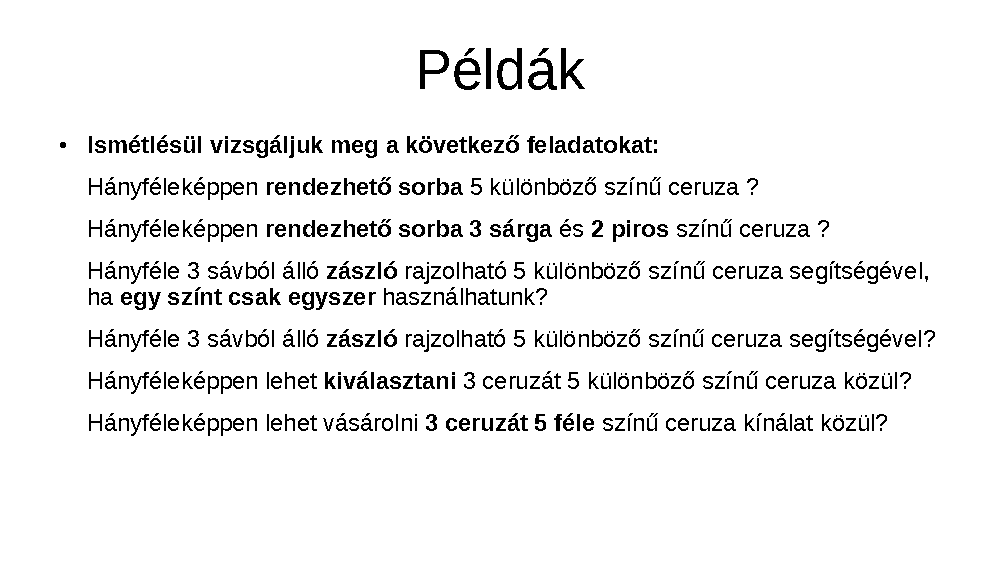 Példák
• Ismétlésül vizsgáljuk meg a következő feladatokat:
Hányféleképpen rendezhető sorba 5 különböző színű ceruza ?
Hányféleképpen rendezhető sorba 3 sárga és 2 piros színű ceruza ?
Hányféle 3 sávból álló zászló rajzolható 5 különböző színű ceruza segítségével,
ha egy színt csak egyszer használhatunk?
Hányféle 3 sávból álló zászló rajzolható 5 különböző színű ceruza segítségével?
Hányféleképpen lehet kiválasztani 3 ceruzát 5 különböző színű ceruza közül?
Hányféleképpen lehet vásárolni 3 ceruzát 5 féle színű ceruza kínálat közül?